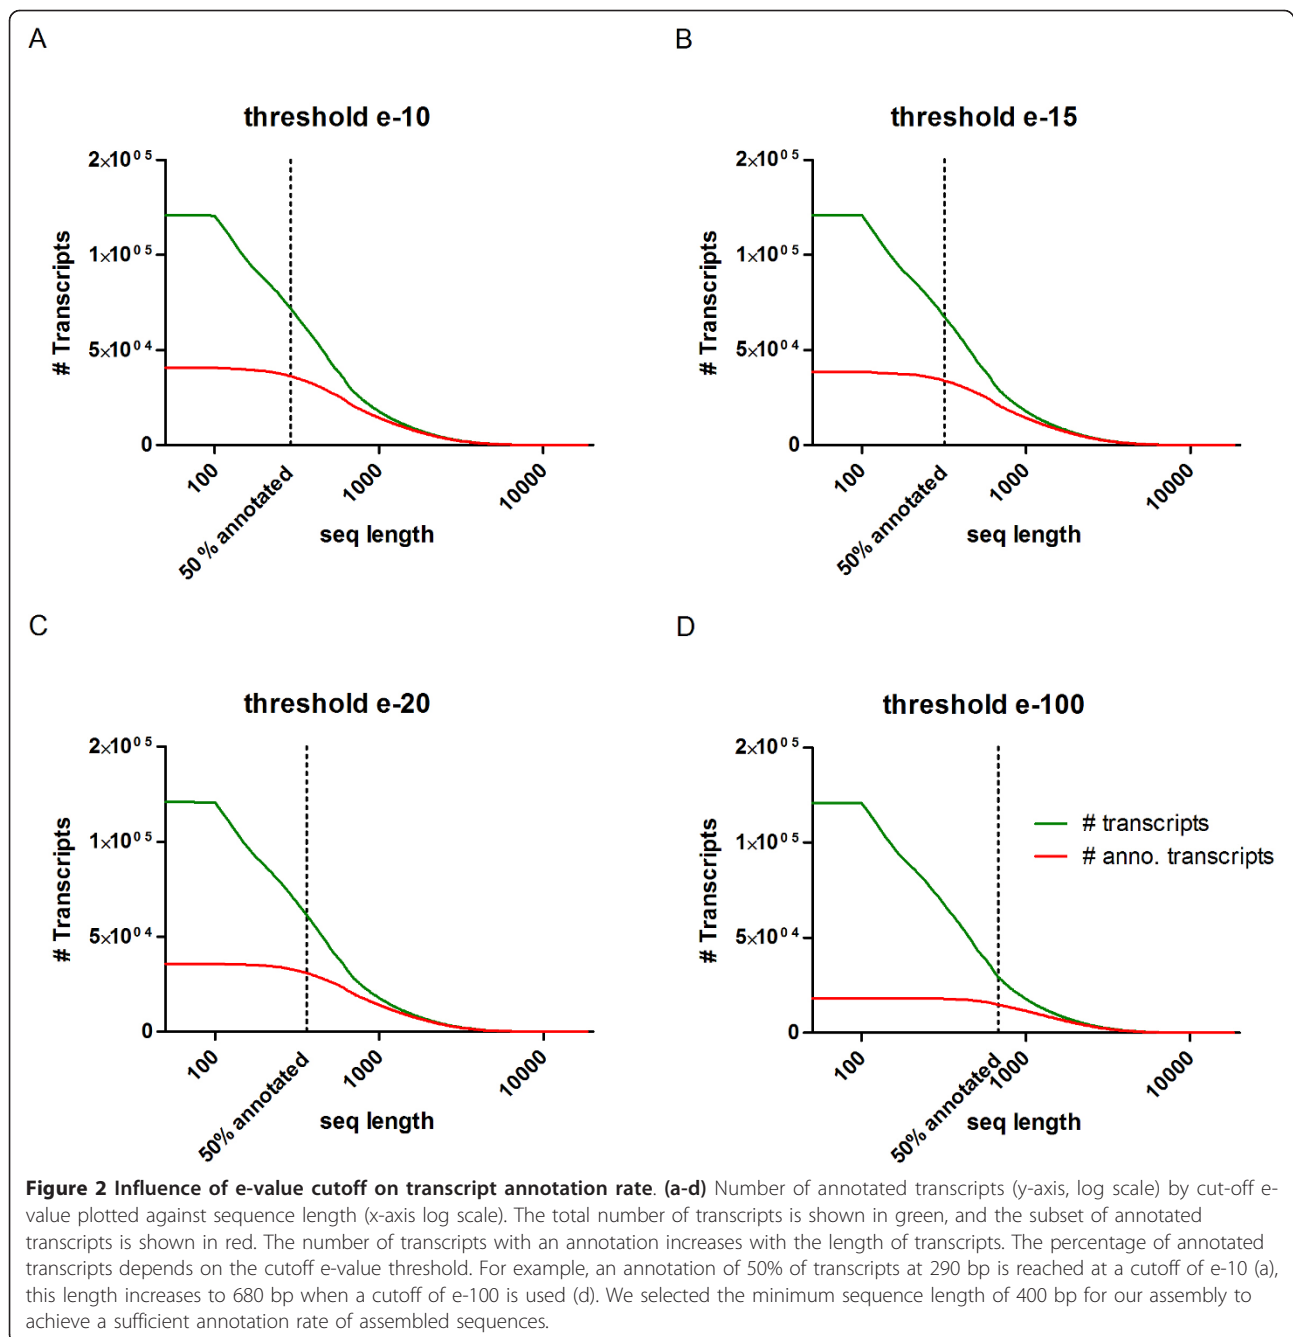 A
threshold e-10
2×10⁰⁵
1×10⁰⁵
5×10⁰⁴
0
# Transcripts
100
50 % annotated
1000
10000
seq length
B
threshold e-15
2×10⁰⁵
1×10⁰⁵
5×10⁰⁴
0
# Transcripts
100
50% annotated
1000
10000
seq length
C
threshold e-20
2×10⁰⁵
1×10⁰⁵
5×10⁰⁴
0
# Transcripts
100
50% annotated
1000
10000
seq length
D
threshold e-100
2×10⁰⁵
1×10⁰⁵
5×10⁰⁴
0
# Transcripts
# transcripts
# anno. transcripts
100
50% annotated
1000
10000
seq length
Figure 2 Influence of e-value cutoff on transcript annotation rate. (a-d) Number of annotated transcripts (y-axis, log scale) by cut-off e-
value plotted against sequence length (x-axis log scale). The total number of transcripts is shown in green, and the subset of annotated
transcripts is shown in red. The number of transcripts with an annotation increases with the length of transcripts. The percentage of annotated
transcripts depends on the cutoff e-value threshold. For example, an annotation of 50% of transcripts at 290 bp is reached at a cutoff of e-10 (a),
this length increases to 680 bp when a cutoff of e-100 is used (d). We selected the minimum sequence length of 400 bp for our assembly to
achieve a sufficient annotation rate of assembled sequences.